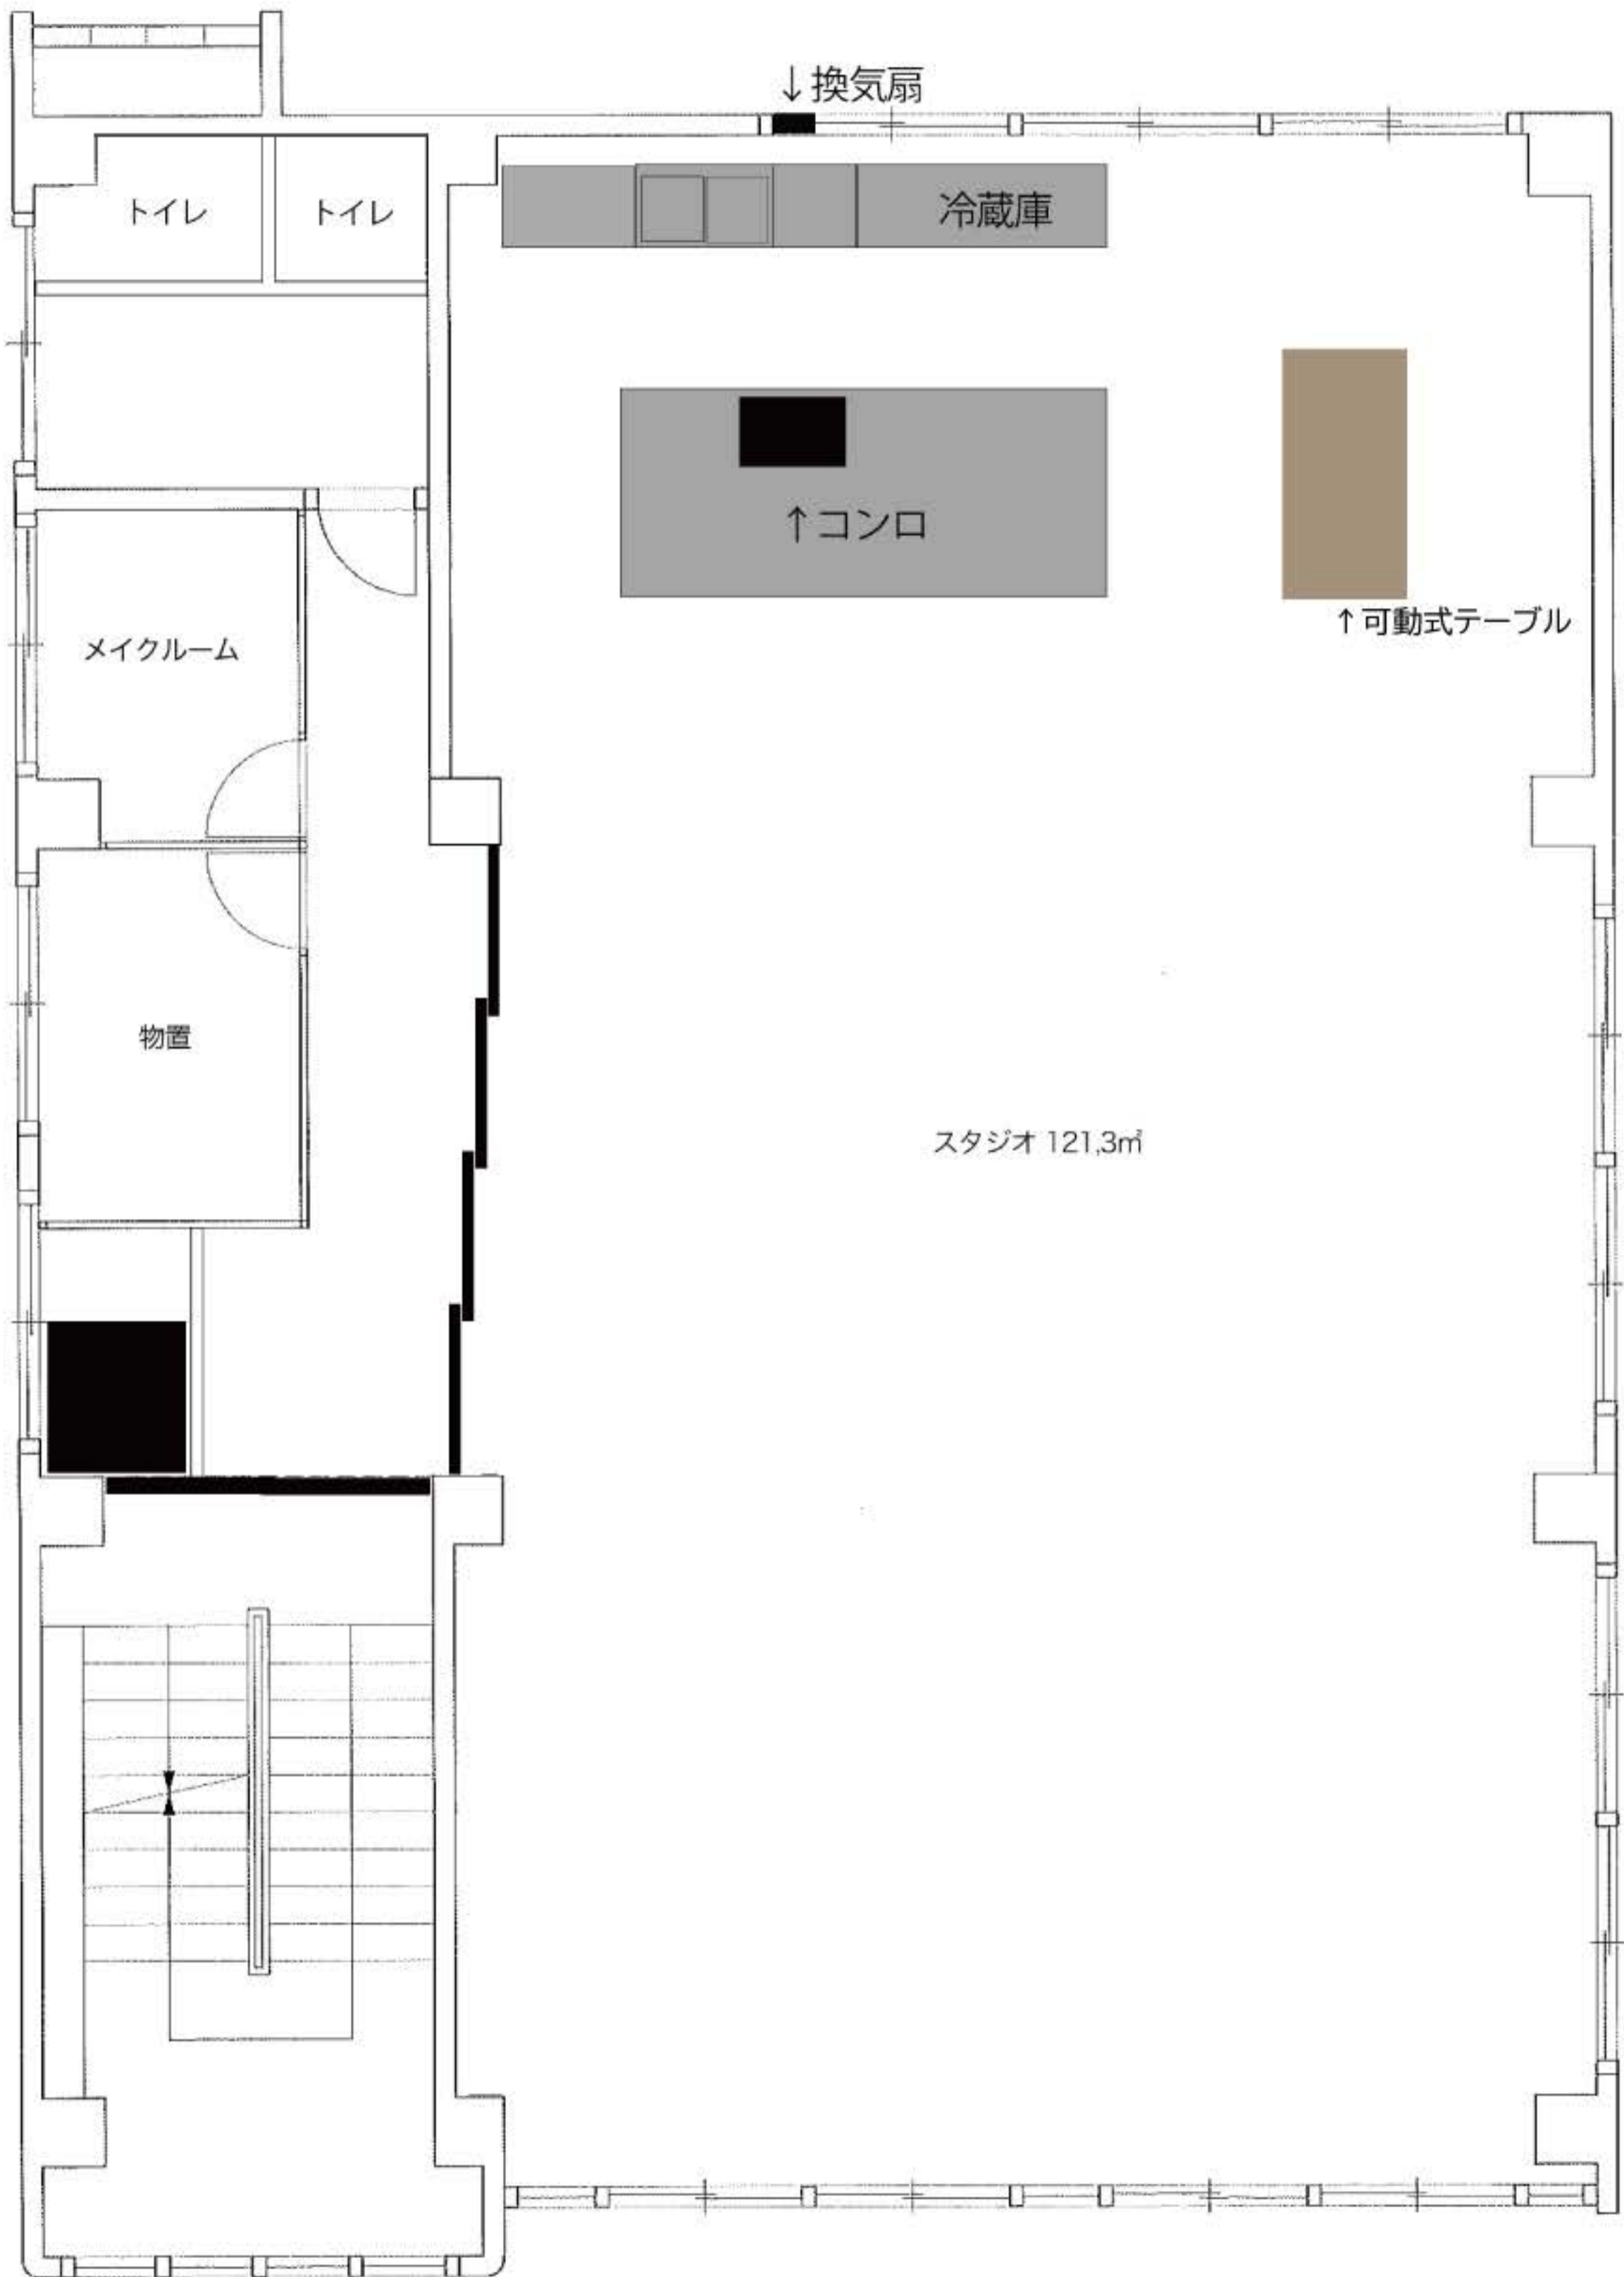 ↓換気扇
トイレ
トイレ
冷蔵庫
↑コンロ
↑可動式テーブル
メイクルーム
物置
スタジオ 121,3㎡